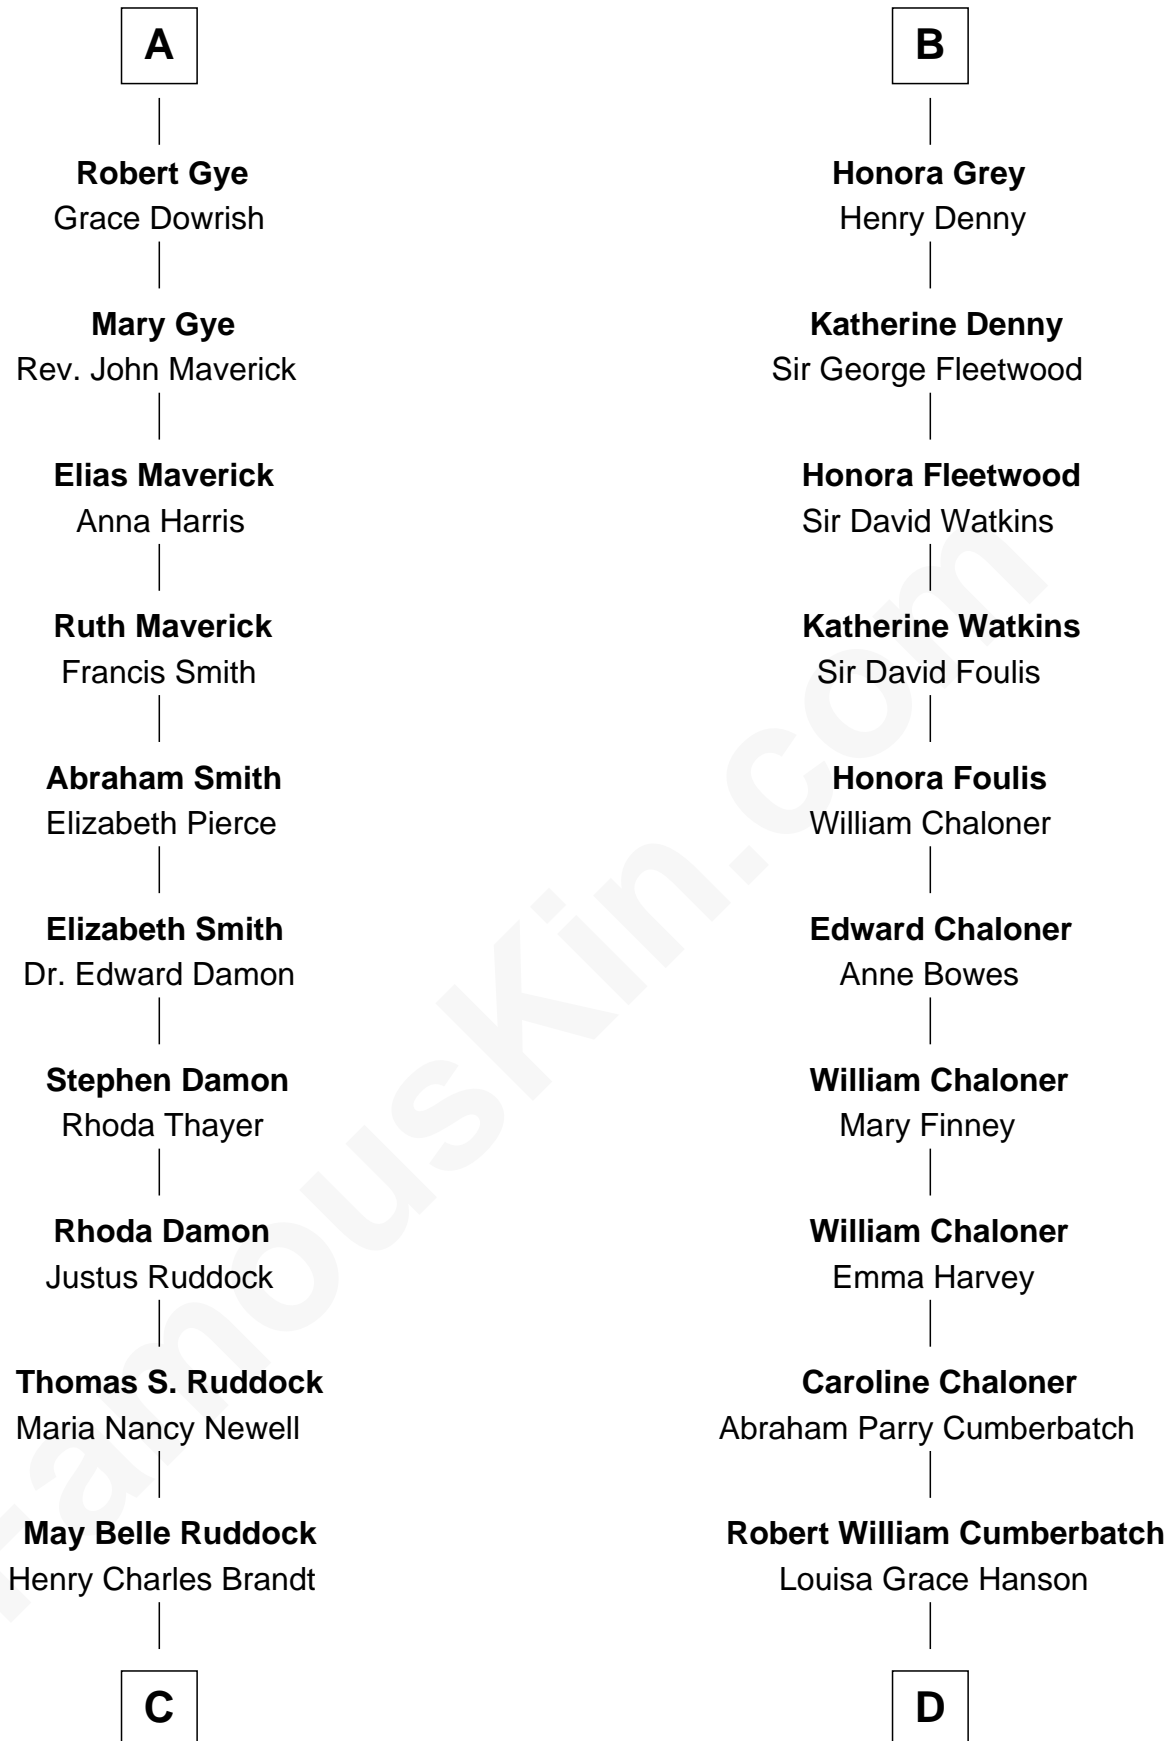 A
Robert Gye
Grace Dowrish
Mary Gye
Rev. John Maverick
Elias Maverick
Anna Harris
Ruth Maverick
Francis Smith
Abraham Smith
Elizabeth Pierce
Elizabeth Smith
Dr. Edward Damon
Stephen Damon
Rhoda Thayer
Rhoda Damon
Justus Ruddock
Thomas S. Ruddock
Maria Nancy Newell
May Belle Ruddock
Henry Charles Brandt
C
B
Honora Grey
Henry Denny
Katherine Denny
Sir George Fleetwood
Honora Fleetwood
Sir David Watkins
Katherine Watkins
Sir David Foulis
Honora Foulis
William Chaloner
Edward Chaloner
Anne Bowes
William Chaloner
Mary Finney
William Chaloner
Emma Harvey
Caroline Chaloner
Abraham Parry Cumberbatch
Robert William Cumberbatch
Louisa Grace Hanson
D
FamousKin.com